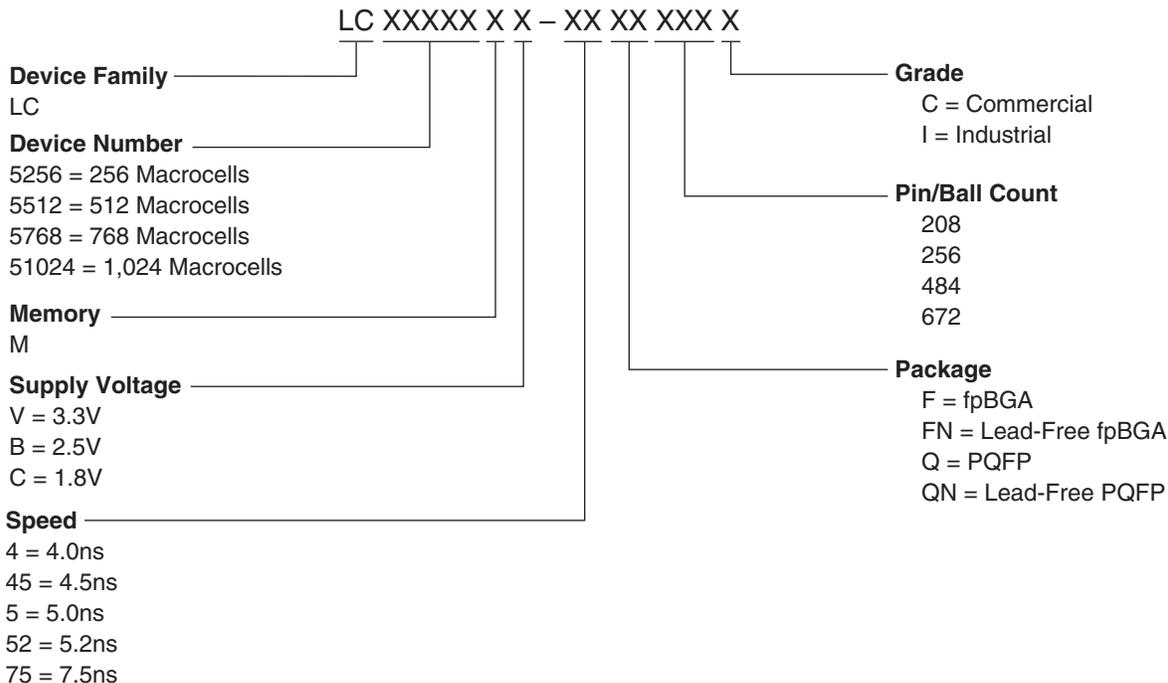 LC XXXXX X X – XX XX XXX X
Device Family
LC
Device Number
5256 = 256 Macrocells
5512 = 512 Macrocells
5768 = 768 Macrocells
51024 = 1,024 Macrocells
Memory
M
Supply Voltage
V = 3.3V
B = 2.5V
C = 1.8V
Speed
4 = 4.0ns
45 = 4.5ns
5 = 5.0ns
52 = 5.2ns
75 = 7.5ns
Grade
C = Commercial
I = Industrial
Pin/Ball Count
208
256
484
672
Package
F = fpBGA
FN = Lead-Free fpBGA
Q = PQFP
QN = Lead-Free PQFP